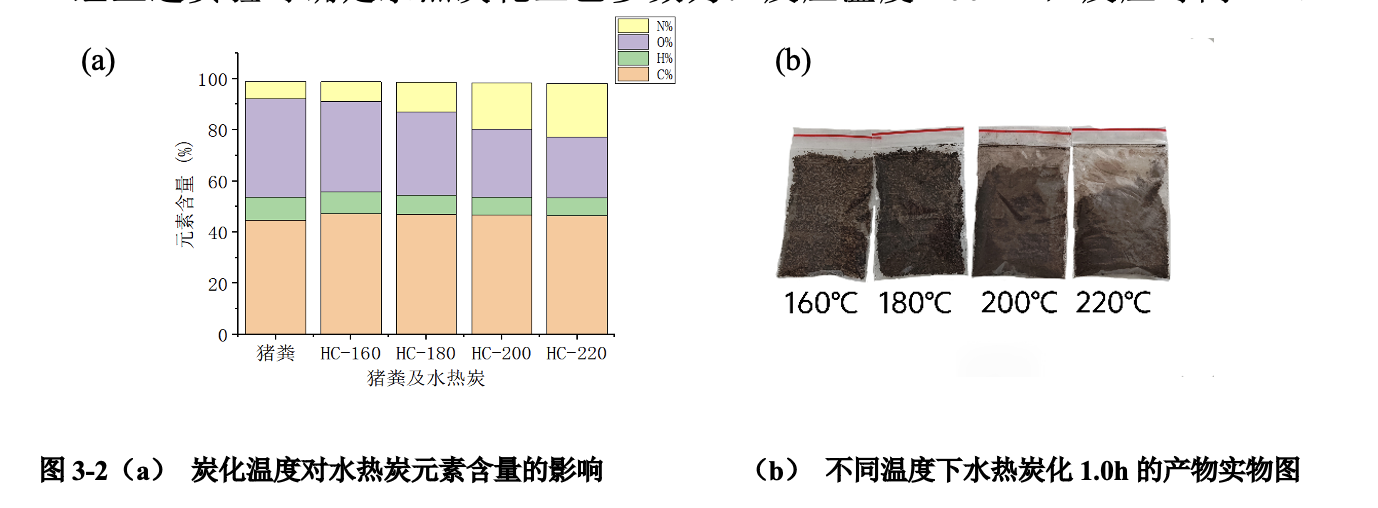 (a)
N%
O%
H%
C%
100
80
60
40
20
0
元素含量 (%)
猪粪 HC-160 HC-180 HC-200 HC-220
猪粪及水热炭
(b)
160℃ 180℃ 200℃ 220℃
图 3-2（a） 炭化温度对水热炭元素含量的影响
（b） 不同温度下水热炭化 1.0h 的产物实物图